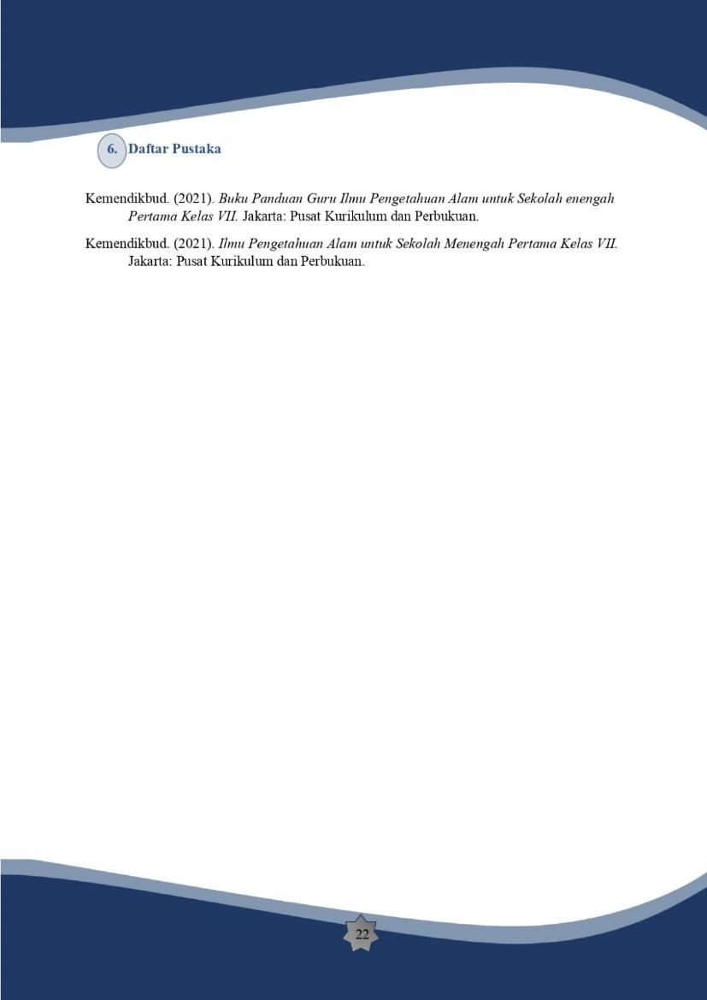 6. Daftar Pustaka
Kemendikbud. (2021). Buku Panduan Guru Ilmu Pengetahuan Alam untuk Sekolah enengah
Pertama Kelas VII. Jakarta: Pusat Kurikulum dan Perbukuan.
Kemendikbud. (2021). Ilmu Pengetahuan Alam untuk Sekolah Menengah Pertama Kelas VII.
Jakarta: Pusat Kurikulum dan Perbukuan.
22